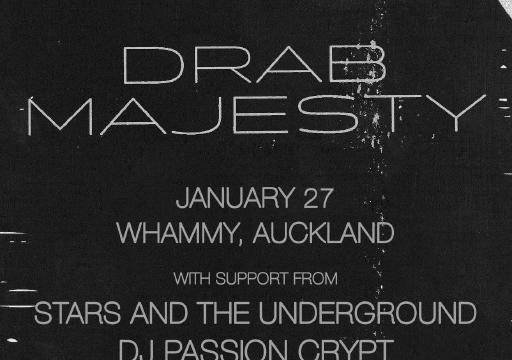 DRAB
MAJESTY
JANUARY 27
WHAMMY, AUCKLAND
WITH SUPPORT FROM
STARS AND THE UNDERGROUND
DJ PASSION CRYPT